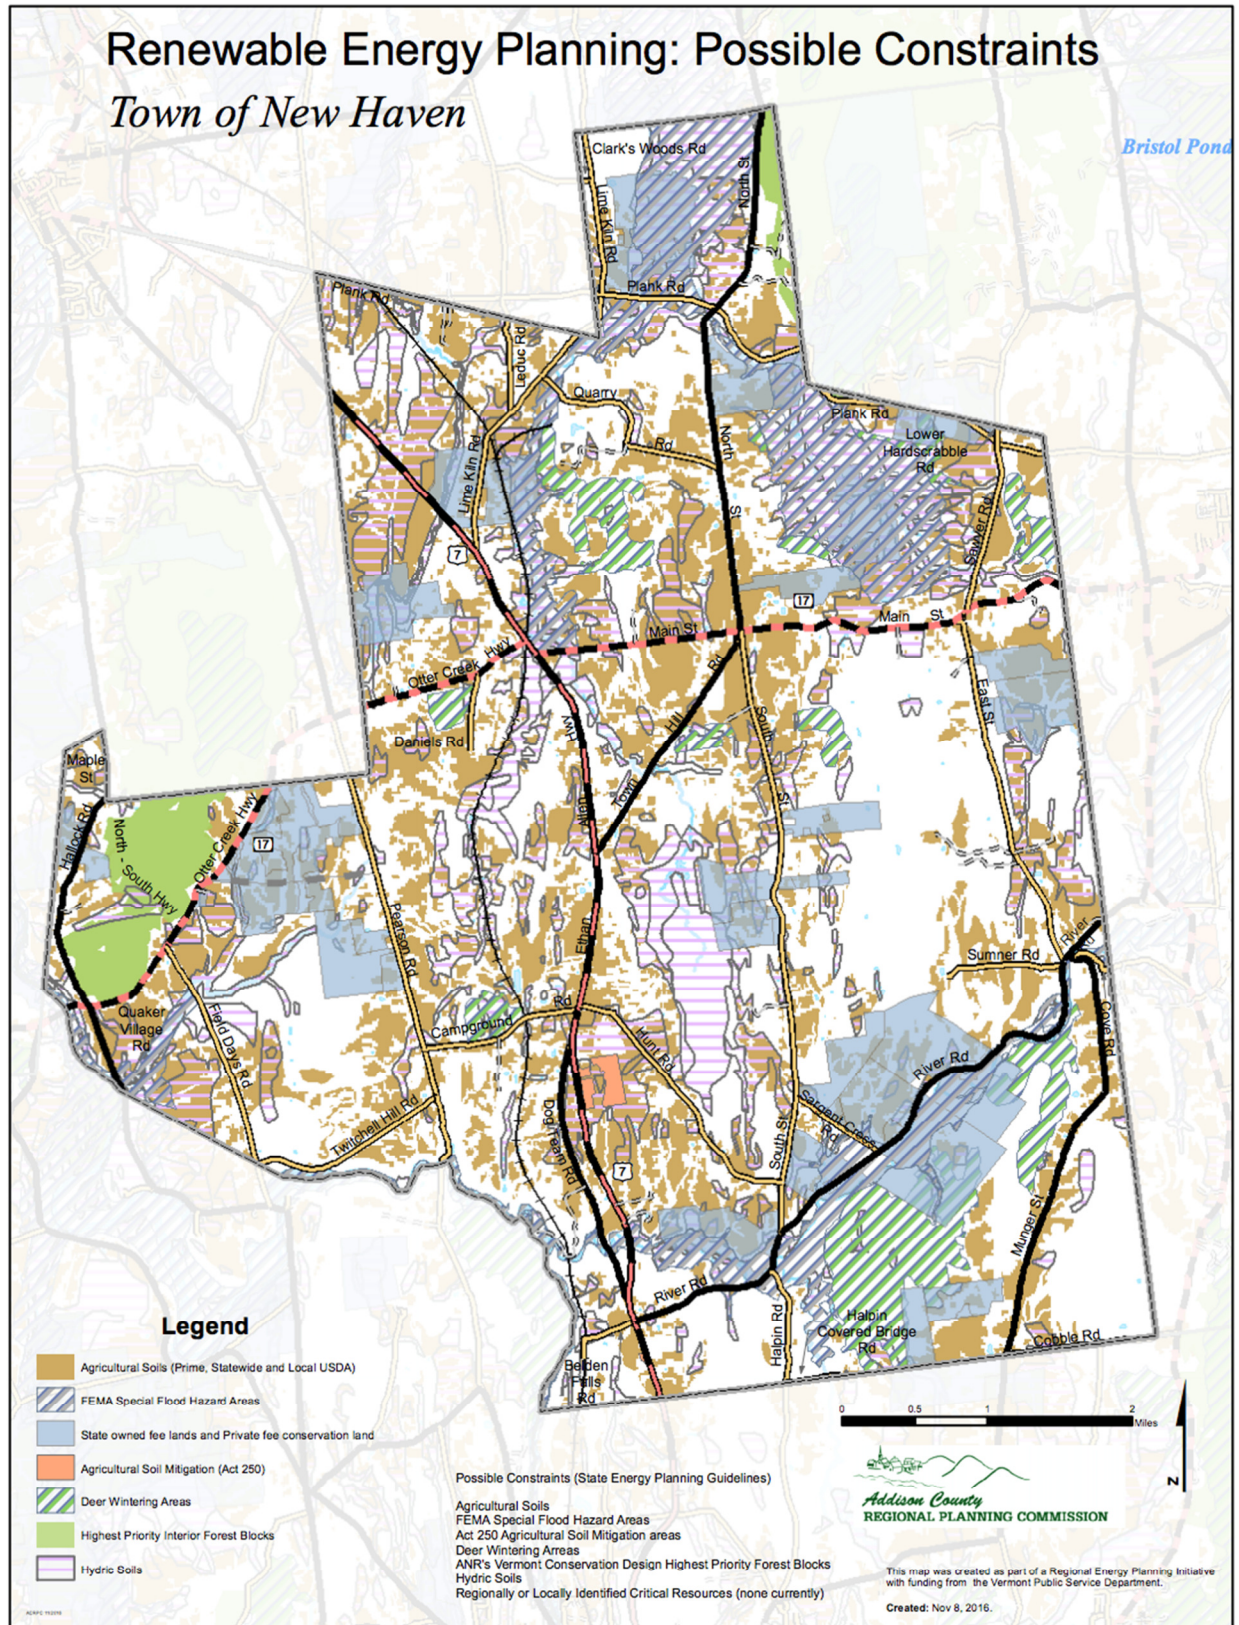 Renewable Energy Planning: Possible Constraints
Town of New Haven
Bristol Pond
Clark's Woods Rd
North St
Lime Kiln Rd
Plank Rd
Plank Rd
Leduc Rd
Quarry
Rd
Plank Rd
Lower
Hardscrabble
Rd
North
St
Lime Kiln Rd
Sawyer Rd
7
17
Main St
Main St
Otter Creek Hwy
Rd
Hill
Town
East St
South
St
Daniels Rd
Hwy
Allen
Ethan
Maple
St
Hallock Rd
North - South Hwy
Otter Creek Hwy
17
Pearson Rd
River
Rd
Sumner Rd
Quaker
Village
Rd
Field Days Rd
Campground
Rd
Hunt Rd
Cove Rd
River Rd
Sargent Cross
Rd
Twitchell Hill Rd
Dog Team Rd
South St
7
Munger St
River Rd
Halpin Rd
Halpin
Covered Bridge
Rd
Cobble Rd
Belden
Falls
Rd
Legend
Agricultural Soils (Prime, Statewide and Local USDA)
FEMA Special Flood Hazard Areas
State owned fee lands and Private fee conservation land
Agricultural Soil Mitigation (Act 250)
Deer Wintering Areas
Highest Priority Interior Forest Blocks
Hydric Soils
0 0.5 1 2
Miles
N
Possible Constraints (State Energy Planning Guidelines)
Agricultural Soils
FEMA Special Flood Hazard Areas
Act 250 Agricultural Soil Mitigation areas
Deer Wintering Areas
ANR's Vermont Conservation Design Highest Priority Forest Blocks
Hydric Soils
Regionally or Locally Identified Critical Resources (none currently)
Addison County
REGIONAL PLANNING COMMISSION
This map was created as part of a Regional Energy Planning Initiative
with funding from the Vermont Public Service Department.
Created: Nov 8, 2016.